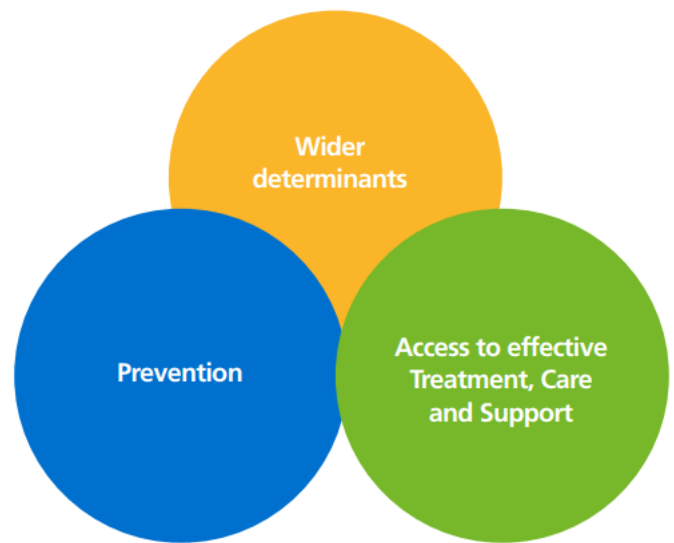 Wider
determinants
Prevention
Access to effective
Treatment, Care
and Support